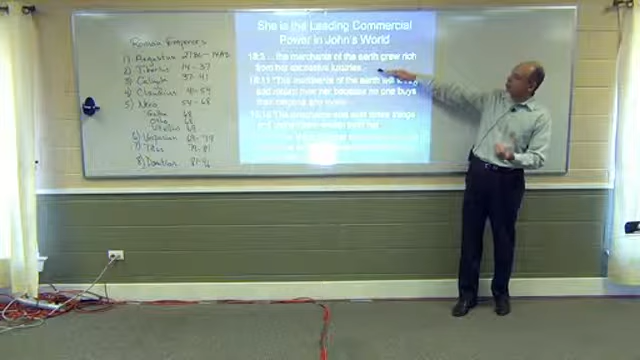 Roman Emperors
1) Augustus 27BC - 14AD
2) Tiberius 14 - 37
3) Caligula 37 - 41
4) Claudius 41 - 54
5) Nero 54 - 68
Galba 68
Otho 68
Vitellius 69
6) Vespasian 69 - 79
7) Titus 79 - 81
8) Domitian 81 - 96
She is the Leading Commercial
Power in John's World
18:3 ... the merchants of the earth grew rich
from her excessive luxuries.
18:11 "The merchants of the earth will weep
and mourn over her because no one buys
their cargoes any more